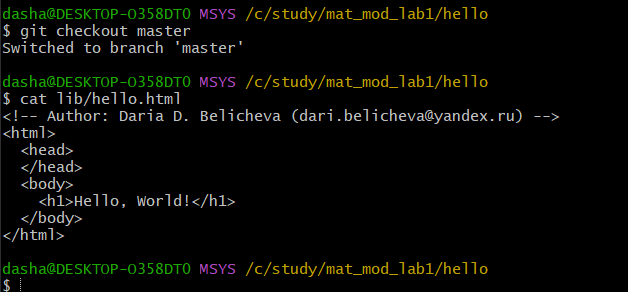 dasha@DESKTOP-O358DT0 MSYS /c/study/mat_mod_lab1/hello
$ git checkout master
Switched to branch 'master'

dasha@DESKTOP-O358DT0 MSYS /c/study/mat_mod_lab1/hello
$ cat lib/hello.html
<!-- Author: Daria D. Belicheva (dari.belicheva@yandex.ru) -->
<html>
  <head>
  </head>
  <body>
    <h1>Hello, World!</h1>
  </body>
</html>

dasha@DESKTOP-O358DT0 MSYS /c/study/mat_mod_lab1/hello
$